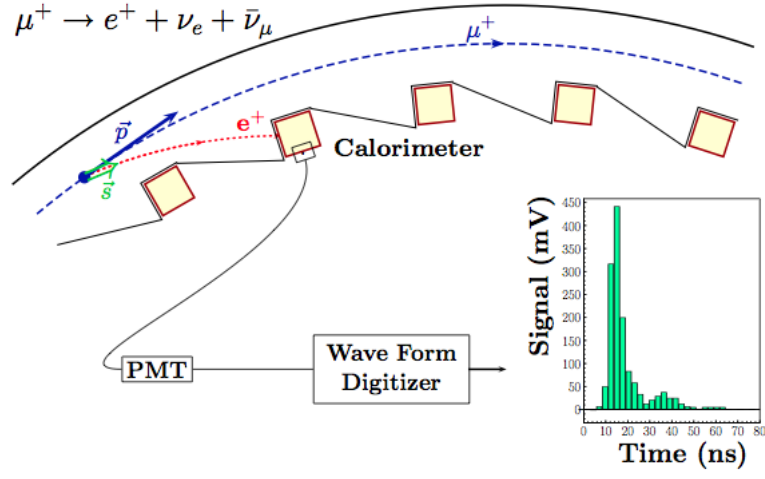 μ⁺ → e⁺ + ν_e + ν̄_μ
μ⁺
p⃗
e⁺
s⃗
Calorimeter
PMT
Wave Form
Digitizer
Signal (mV)
450
400
350
300
250
200
150
100
50
0
0 10 20 30 40 50 60 70 80
Time (ns)